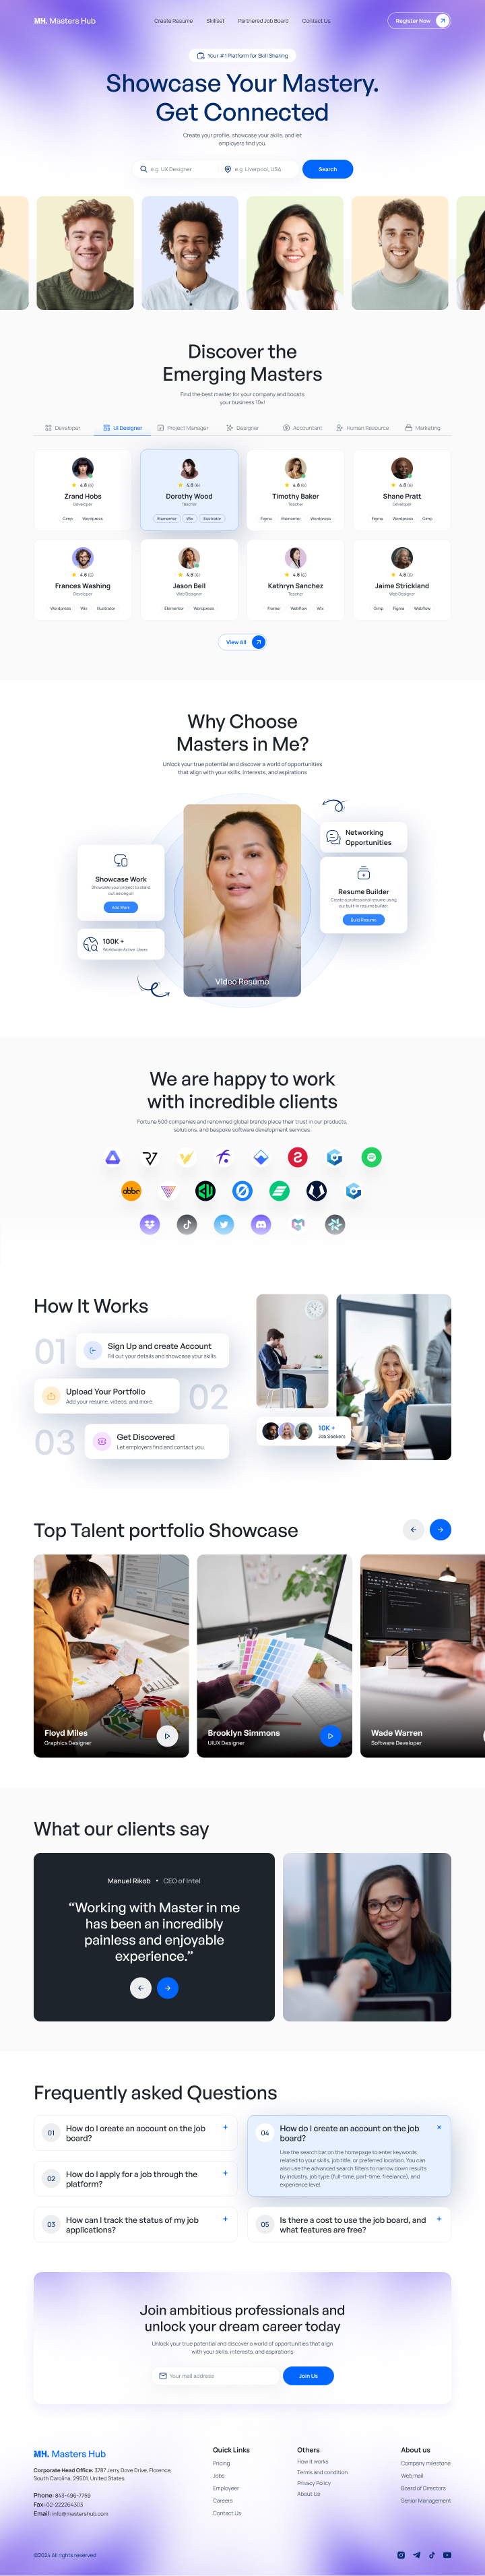 MH. Masters Hub
Create Resume
Skillset
Partnered Job Board
Contact Us
Register Now
Your #1 Platform for Skill Sharing
Showcase Your Mastery.
Get Connected
Create your profile, showcase your skills, and let
employers find you.
e.g. UX Designer
e.g. Liverpool, USA
Search
Discover the
Emerging Masters
Find the best master for your company and boosts
your business 10x!
Developer
UI Designer
Project Manager
Designer
Accountant
Human Resource
Marketing
4.8 (6)
Zrand Hobs
Developer
Gimp
Wordpress
4.8 (6)
Dorothy Wood
Teacher
Elementor
Wix
Illustrator
4.8 (6)
Timothy Baker
Teacher
Figma
Elementor
Wordpress
4.8 (6)
Shane Pratt
Developer
Figma
Wordpress
Gimp
4.8 (6)
Frances Washing
Developer
Wordpress
Wix
Illustrator
4.8 (6)
Jason Bell
Web Designer
Elementor
Wordpress
4.8 (6)
Kathryn Sanchez
Teacher
Framer
Webflow
Wix
4.8 (6)
Jaime Strickland
Web Designer
Gimp
Figma
Webflow
View All
Why Choose
Masters in Me?
Unlock your true potential and discover a world of opportunities
that align with your skills, interests, and aspirations
Showcase Work
Showcase your project to stand
out among all
Add Work
100K +
Worldwide Active Users
Video Resume
Networking
Opportunities
Resume Builder
Create a professional resume using
our built in resume builder
Build Resume
We are happy to work
with incredible clients
Fortune 500 companies and renowned global brands place their trust in our products,
solutions, and bespoke software development services.
abbc
How It Works
01
Sign Up and create Account
Fill out your details and showcase your skills.
Upload Your Portfolio
Add your resume, videos, and more.
02
03
Get Discovered
Let employers find and contact you.
10K +
Job Seekers
Top Talent portfolio Showcase
Floyd Miles
Graphics Designer
Brooklyn Simmons
UIUX Designer
Wade Warren
Software Developer
What our clients say
Manuel Rikob • CEO of Intel
“Working with Master in me
has been an incredibly
painless and enjoyable
experience.”
Frequently asked Questions
01
How do I create an account on the job
board?
02
How do I apply for a job through the
platform?
03
How can I track the status of my job
applications?
04
How do I create an account on the job
board?
Use the search bar on the homepage to enter keywords
related to your skills, job title, or preferred location. You can
also use the advanced search filters to narrow down results
by industry, job type (full-time, part-time, freelance), and
experience level.
05
Is there a cost to use the job board, and
what features are free?
Join ambitious professionals and
unlock your dream career today
Unlock your true potential and discover a world of opportunities that align
with your skills, interests, and aspirations
Your mail address
Join Us
MH. Masters Hub
Corporate Head Office: 3787 Jerry Dove Drive, Florence,
South Carolina, 29501, United States.
Phone: 843-496-7759
Fax: 02-222264303
Email: info@mastershub.com
Quick Links
Pricing
Jobs
Employeer
Careers
Contact Us
Others
How it works
Terms and condition
Privacy Policy
About Us
About us
Company milestone
Web mail
Board of Directors
Senior Management
©2024 All rights reserved